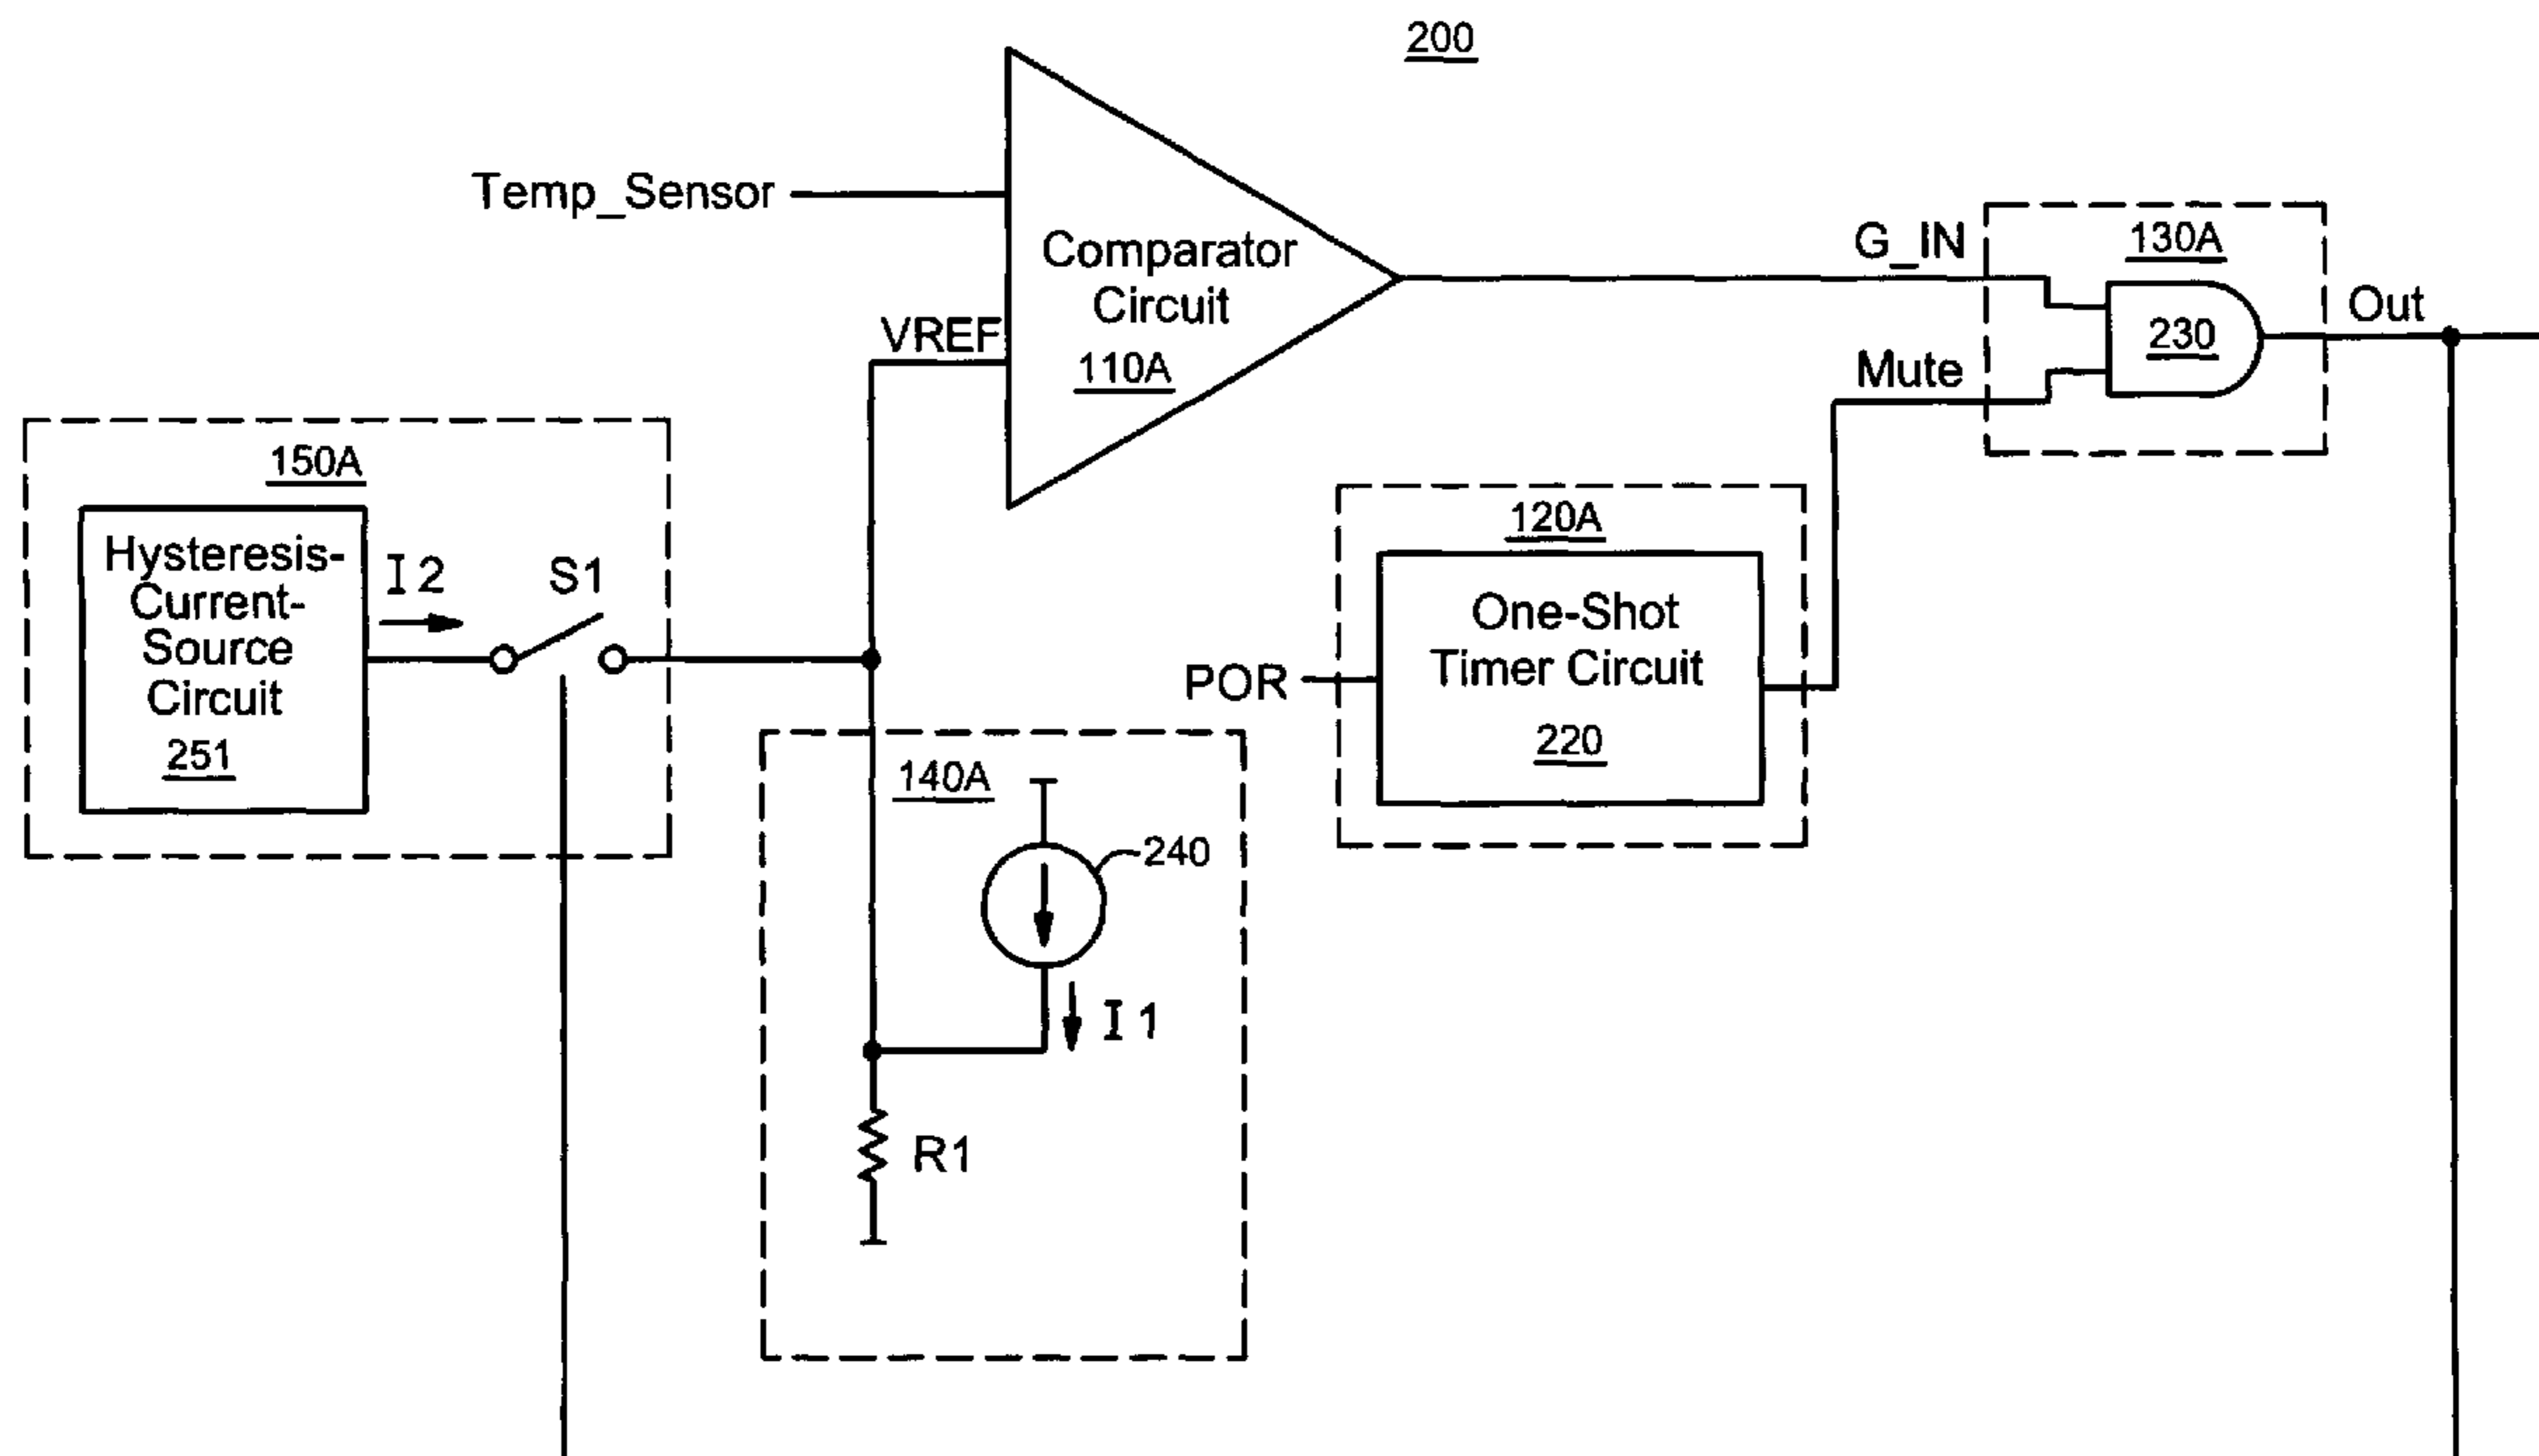 200
Temp_Sensor
Comparator
Circuit
110A
VREF
G_IN
130A
230
Out
Mute
150A
Hysteresis-
Current-
Source
Circuit
251
I2
S1
120A
One-Shot
Timer Circuit
220
POR
140A
240
I1
R1